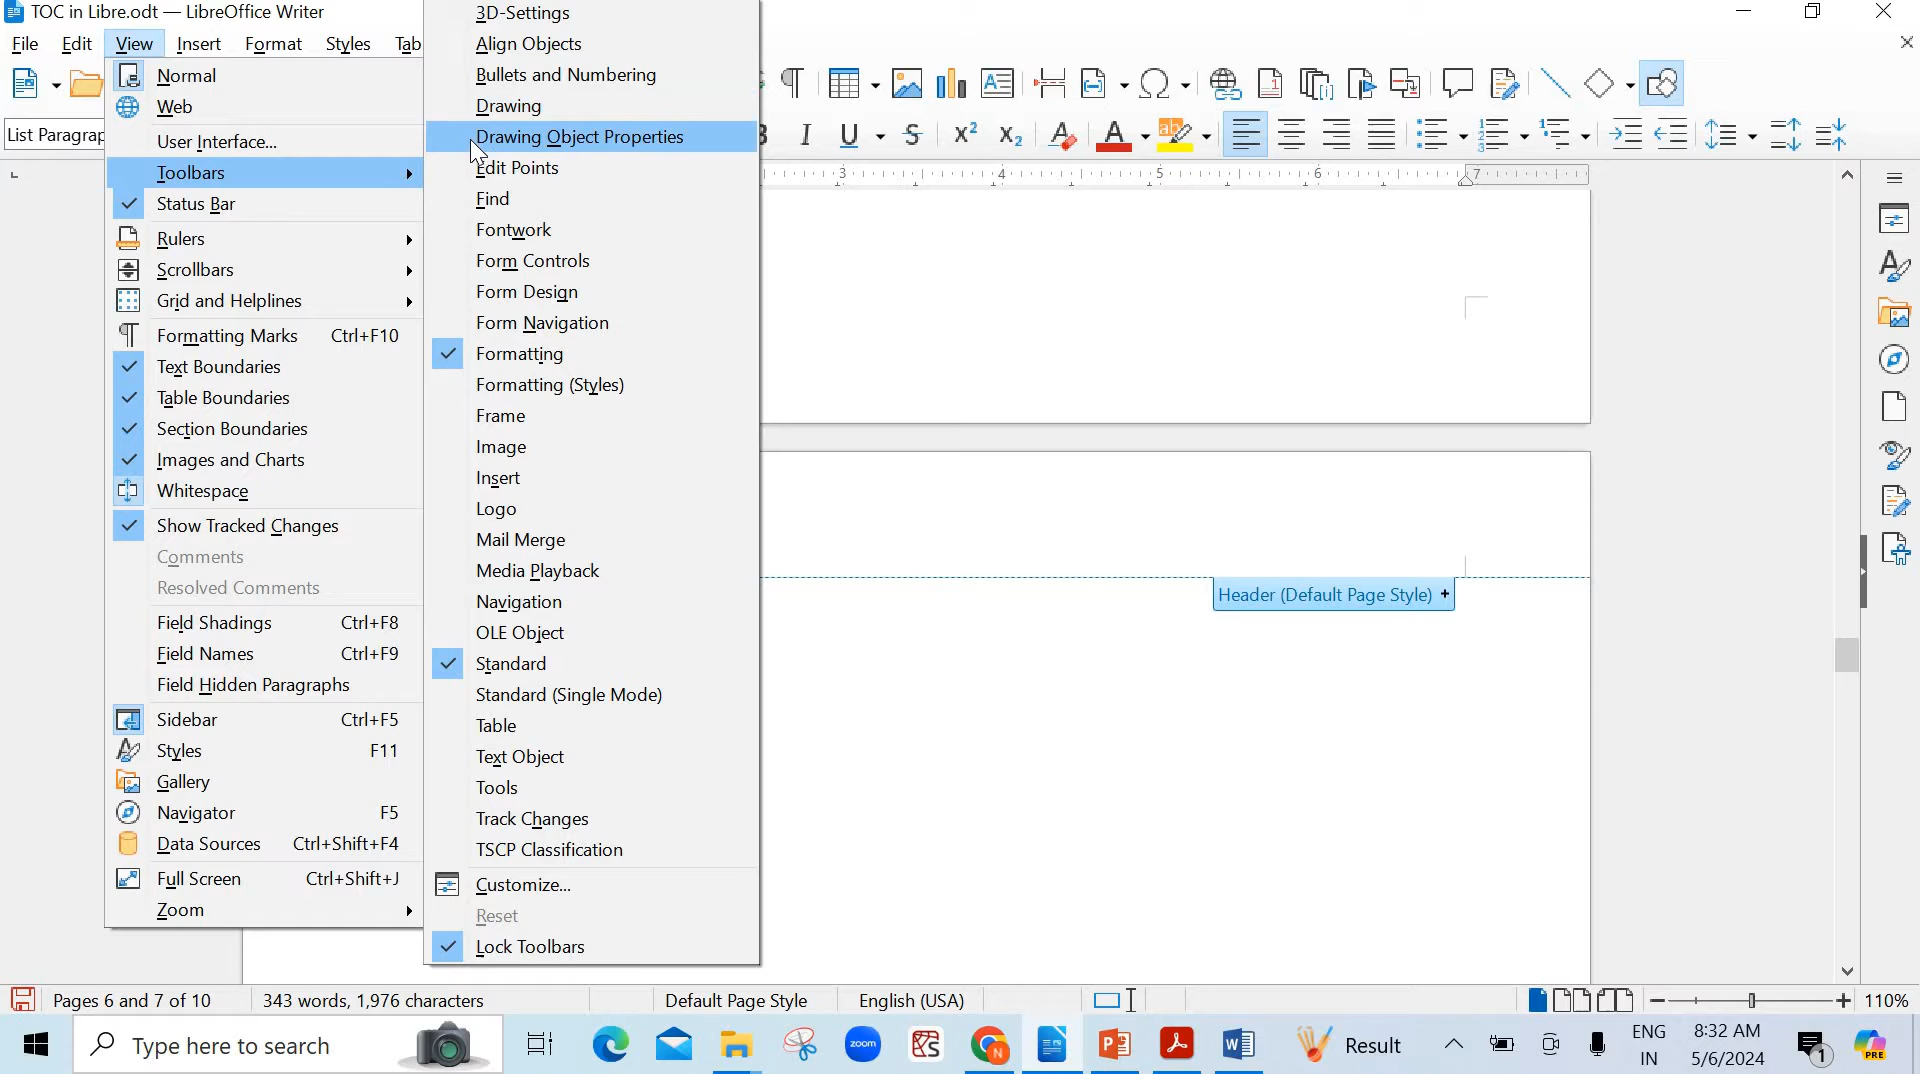 TOC in Libre.odt — LibreOffice Writer
File Edit View Insert Format Styles Tab
List Paragrap
3 4 5 6 7
Normal
Web
User Interface...
Toolbars
Status Bar
Rulers
Scrollbars
Grid and Helplines
Formatting Marks Ctrl+F10
Text Boundaries
Table Boundaries
Section Boundaries
Images and Charts
Whitespace
Show Tracked Changes
Comments
Resolved Comments
Field Shadings Ctrl+F8
Field Names Ctrl+F9
Field Hidden Paragraphs
Sidebar Ctrl+F5
Styles F11
Gallery
Navigator F5
Data Sources Ctrl+Shift+F4
Full Screen Ctrl+Shift+J
Zoom
3D-Settings
Align Objects
Bullets and Numbering
Drawing
Drawing Object Properties
Edit Points
Find
Fontwork
Form Controls
Form Design
Form Navigation
Formatting
Formatting (Styles)
Frame
Image
Insert
Logo
Mail Merge
Media Playback
Navigation
OLE Object
Standard
Standard (Single Mode)
Table
Text Object
Tools
Track Changes
TSCP Classification
Customize...
Reset
Lock Toolbars
Header (Default Page Style) +
Pages 6 and 7 of 10 343 words, 1,976 characters Default Page Style English (USA) 110%
Type here to search zoom Result ENG IN 8:32 AM 5/6/2024 1 PRE